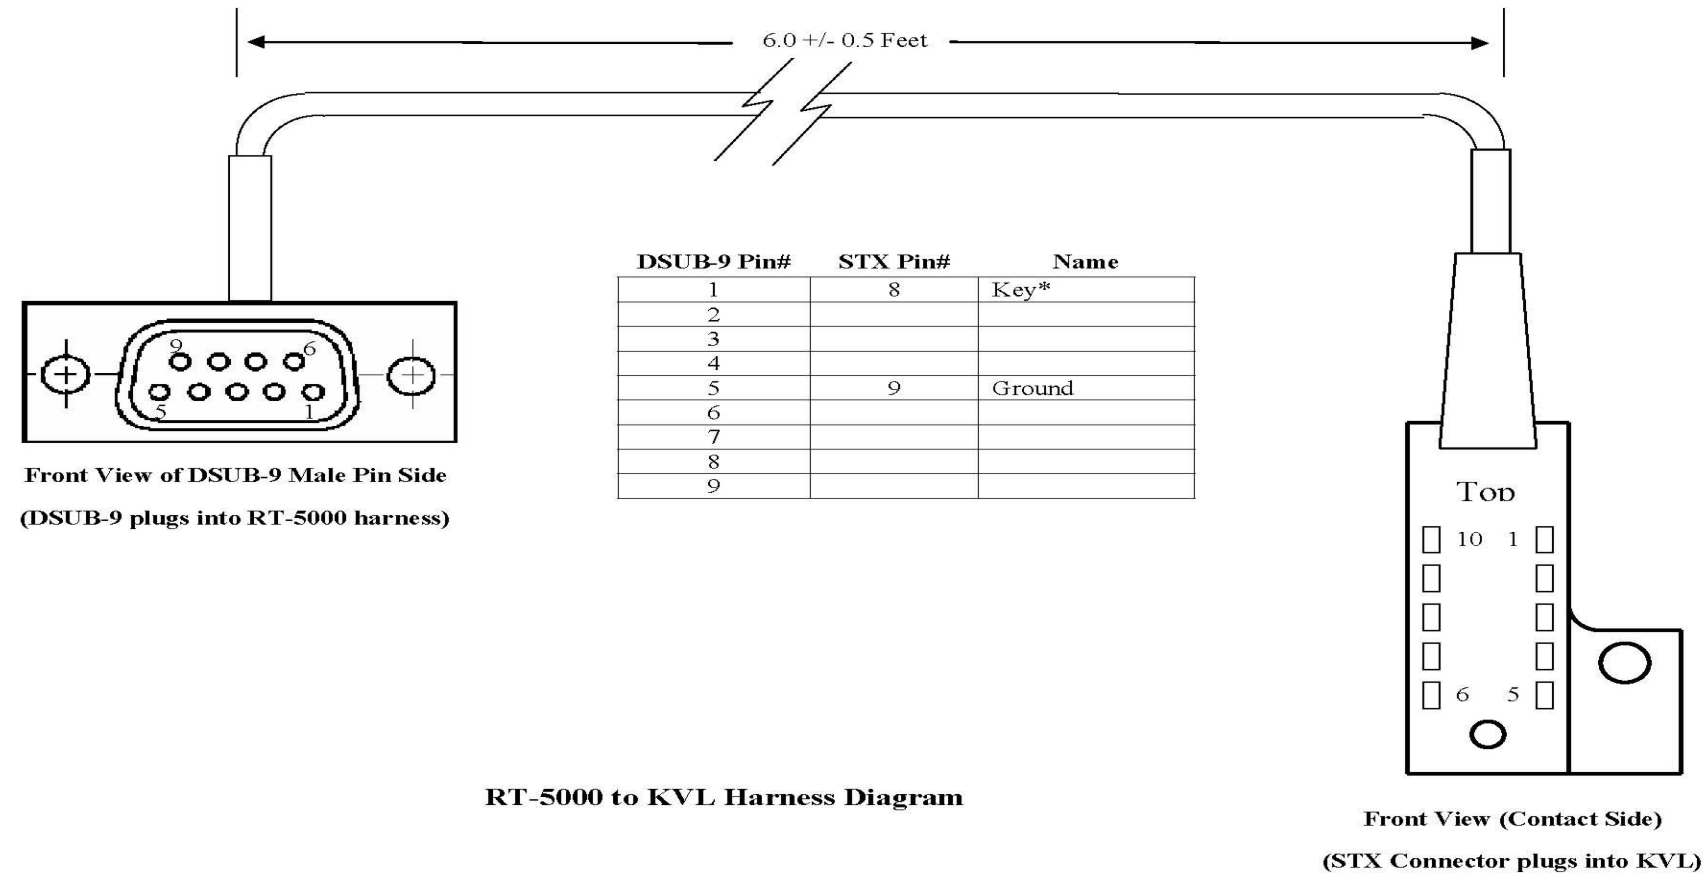 6.0 +/- 0.5 Feet
DSUB-9 Pin# STX Pin# Name
1 8 Key*
2
3
4
5 9 Ground
6
7
8
9
9 6
5 1
Front View of DSUB-9 Male Pin Side
(DSUB-9 plugs into RT-5000 harness)
Top
10 1
6 5
RT-5000 to KVL Harness Diagram
Front View (Contact Side)
(STX Connector plugs into KVL)